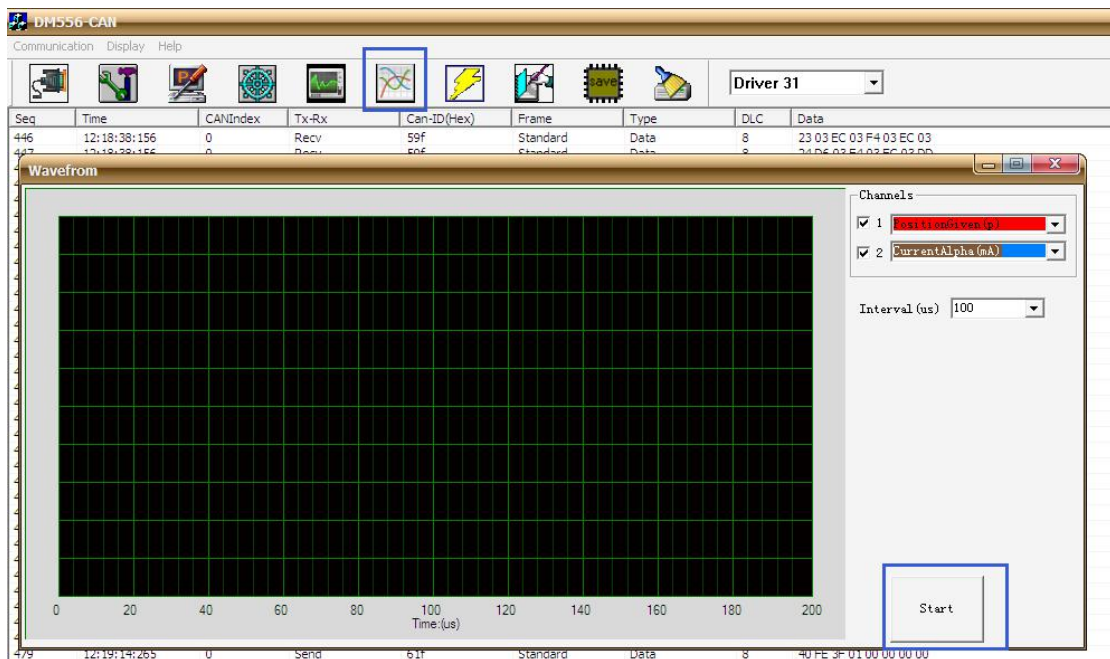 DM556-CAN
Communication Display Help
P
save
Driver 31
Seq Time CANIndex Tx-Rx Can-ID(Hex) Frame Type DLC Data
446 12:18:38:156 0 Recv 59f Standard Data 8 23 03 EC 03 F4 03 EC 03
Wavefrom
Channels
1 PositionGiven(p)
2 CurrentAlpha(mA)
Interval(us) 100
0 20 40 60 80 100 120 140 160 180 200
Time:(us)
Start
479 12:19:14:265 0 Send 61f Standard Data 8 40 FE 3F 01 00 00 00 00